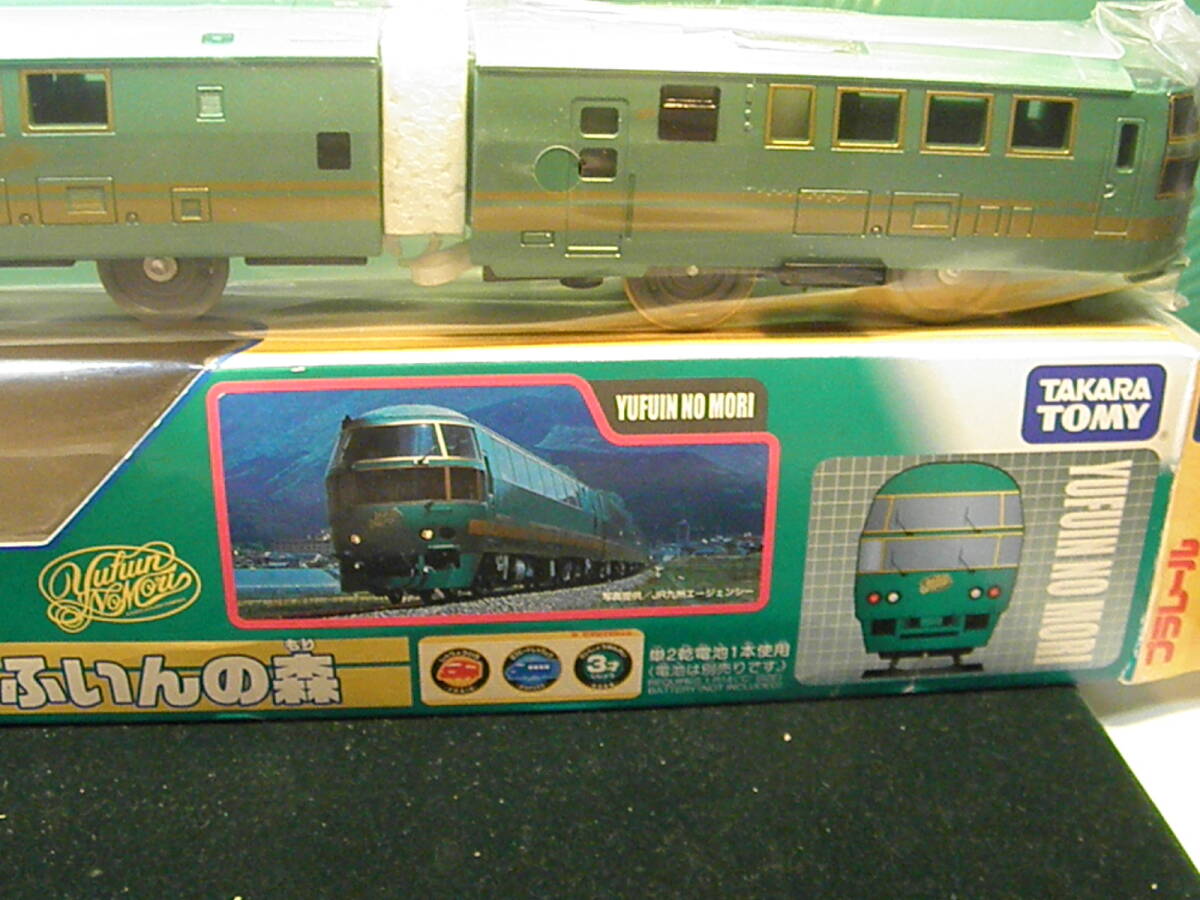 YUFUIN NO MORI
TAKARA
TOMY
YUFUIN NO MORI
Yufuin
No Mori
写真提供／JR九州エージェンシー
もり
ふいんの森
単2乾電池1本使用
(電池は別売りです。)
BATTERY NOT INCLUDED
プラレール